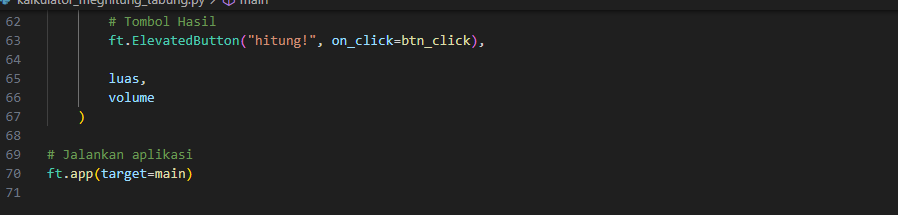 kalkulator_meghitung_tabung.py > main
62 # Tombol Hasil
63 ft.ElevatedButton("hitung!", on_click=btn_click),
64
65 luas,
66 volume
67 )
68
69 # Jalankan aplikasi
70 ft.app(target=main)
71